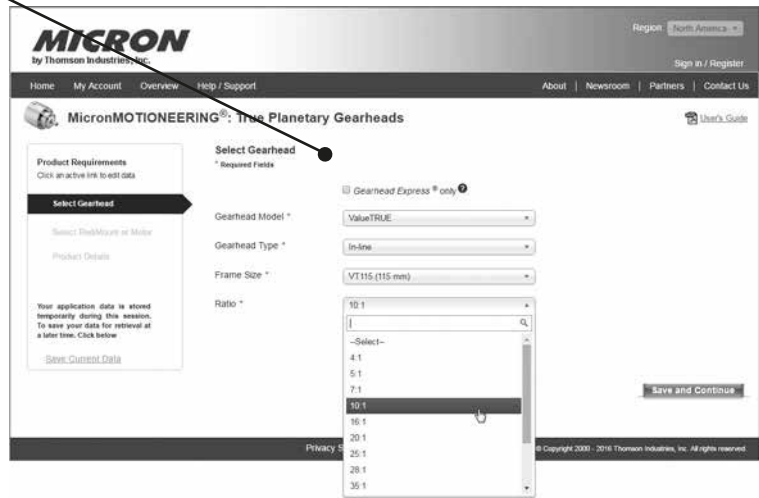 MICRON
by Thomson Industries, Inc.
Region North America
Sign in / Register
Home My Account Overview Help / Support About | Newsroom | Partners | Contact Us
MicronMOTIONEERING®: True Planetary Gearheads
User's Guide
Product Requirements
Click an active link to edit data
Select Gearhead
Select RediMount or Motor
Product Details
Your application data is stored
temporarily during this session.
To save your data for retrieval at
a later time, Click below
Save Current Data
Select Gearhead
* Required Fields
Gearhead Express ® only ?
Gearhead Model * ValueTRUE
Gearhead Type * In-line
Frame Size * VT115 (115 mm)
Ratio * 10:1
--Select--
4:1
5:1
7:1
10:1
16:1
20:1
25:1
28:1
35:1
Save and Continue
Privacy S
© Copyright 2000 - 2016 Thomson Industries, Inc. All rights reserved.